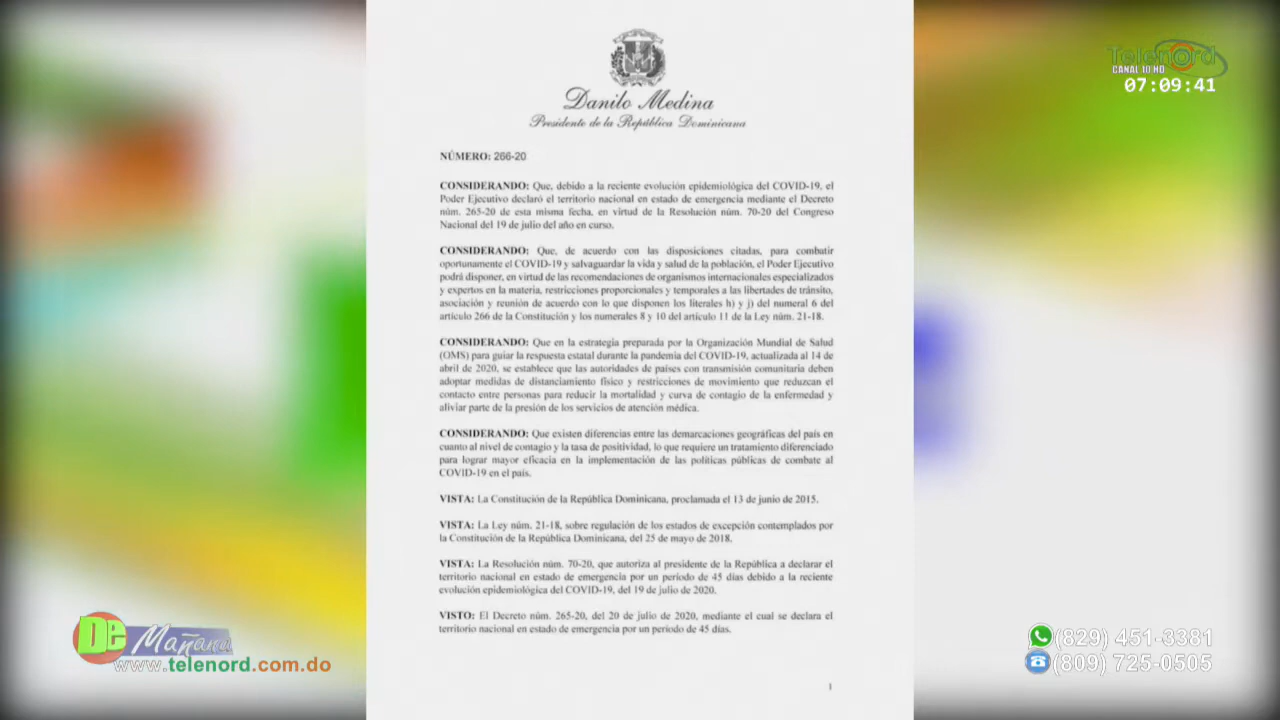 Telenord
CANAL 10 HD
07:09:41
Danilo Medina
Presidente de la República Dominicana
NÚMERO: 266-20
CONSIDERANDO: Que, debido a la reciente evolución epidemiológica del COVID-19, el
Poder Ejecutivo declaró el territorio nacional en estado de emergencia mediante el Decreto
núm. 265-20 de esta misma fecha, en virtud de la Resolución núm. 70-20 del Congreso
Nacional del 19 de julio del año en curso.
CONSIDERANDO: Que, de acuerdo con las disposiciones citadas, para combatir
oportunamente el COVID-19 y salvaguardar la vida y salud de la población, el Poder Ejecutivo
podrá disponer, en virtud de las recomendaciones de organismos internacionales especializados
y expertos en la materia, restricciones proporcionales y temporales a las libertades de tránsito,
asociación y reunión de acuerdo con lo que disponen los literales h) y j) del numeral 6 del
artículo 266 de la Constitución y los numerales 8 y 10 del artículo 11 de la Ley núm. 21-18.
CONSIDERANDO: Que en la estrategia preparada por la Organización Mundial de Salud
(OMS) para guiar la respuesta estatal durante la pandemia del COVID-19, actualizada al 14 de
abril de 2020, se establece que las autoridades de países con transmisión comunitaria deben
adoptar medidas de distanciamiento físico y restricciones de movimiento que reduzcan el
contacto entre personas para reducir la mortalidad y curva de contagio de la enfermedad y
aliviar parte de la presión de los servicios de atención médica.
CONSIDERANDO: Que existen diferencias entre las demarcaciones geográficas del país en
cuanto al nivel de contagio y la tasa de positividad, lo que requiere un tratamiento diferenciado
para lograr mayor eficacia en la implementación de las políticas públicas de combate al
COVID-19 en el país.
VISTA: La Constitución de la República Dominicana, proclamada el 13 de junio de 2015.
VISTA: La Ley núm. 21-18, sobre regulación de los estados de excepción contemplados por
la Constitución de la República Dominicana, del 25 de mayo de 2018.
VISTA: La Resolución núm. 70-20, que autoriza al presidente de la República a declarar el
territorio nacional en estado de emergencia por un período de 45 días debido a la reciente
evolución epidemiológica del COVID-19, del 19 de julio de 2020.
VISTO: El Decreto núm. 265-20, del 20 de julio de 2020, mediante el cual se declara el
territorio nacional en estado de emergencia por un período de 45 días.
1
De Mañana
www.telenord.com.do
(829) 451-3381
(809) 725-0505